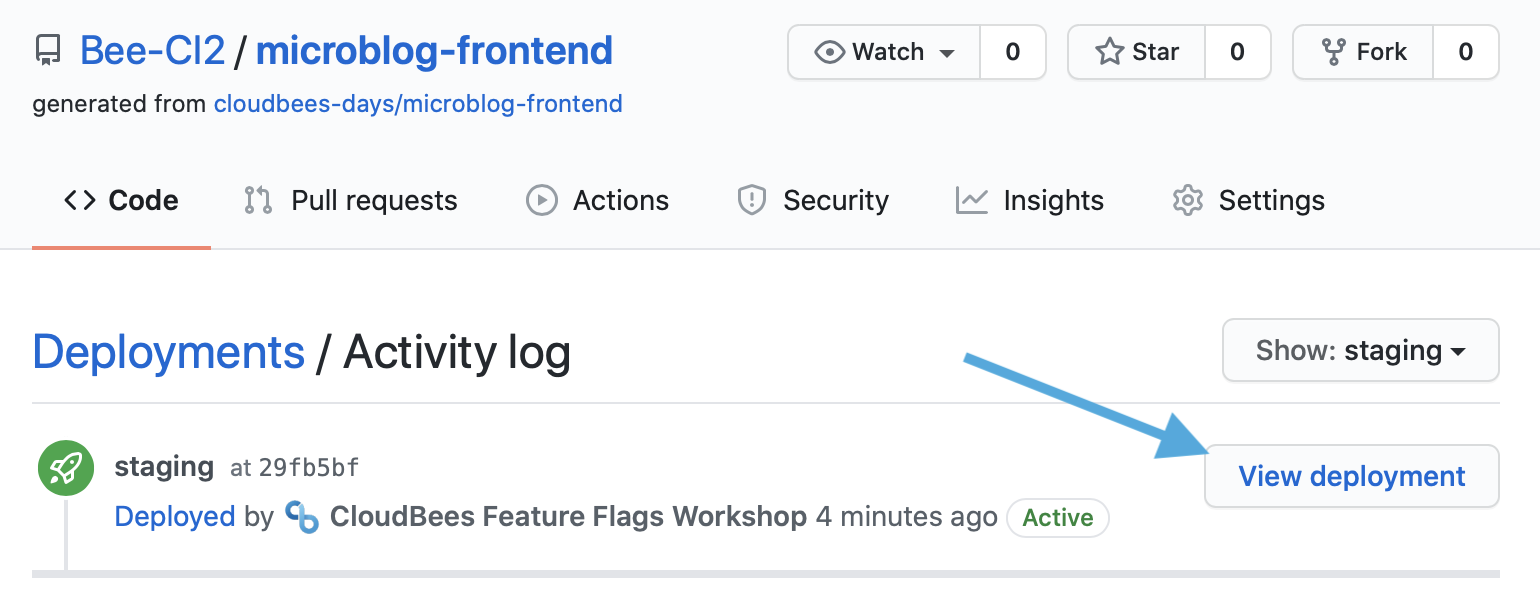 Bee-CI2 / microblog-frontend
Watch 0 Star 0 Fork 0
generated from cloudbees-days/microblog-frontend
Code Pull requests Actions Security Insights Settings
Deployments / Activity log
Show: staging
staging at 29fb5bf
View deployment
Deployed by CloudBees Feature Flags Workshop 4 minutes ago Active